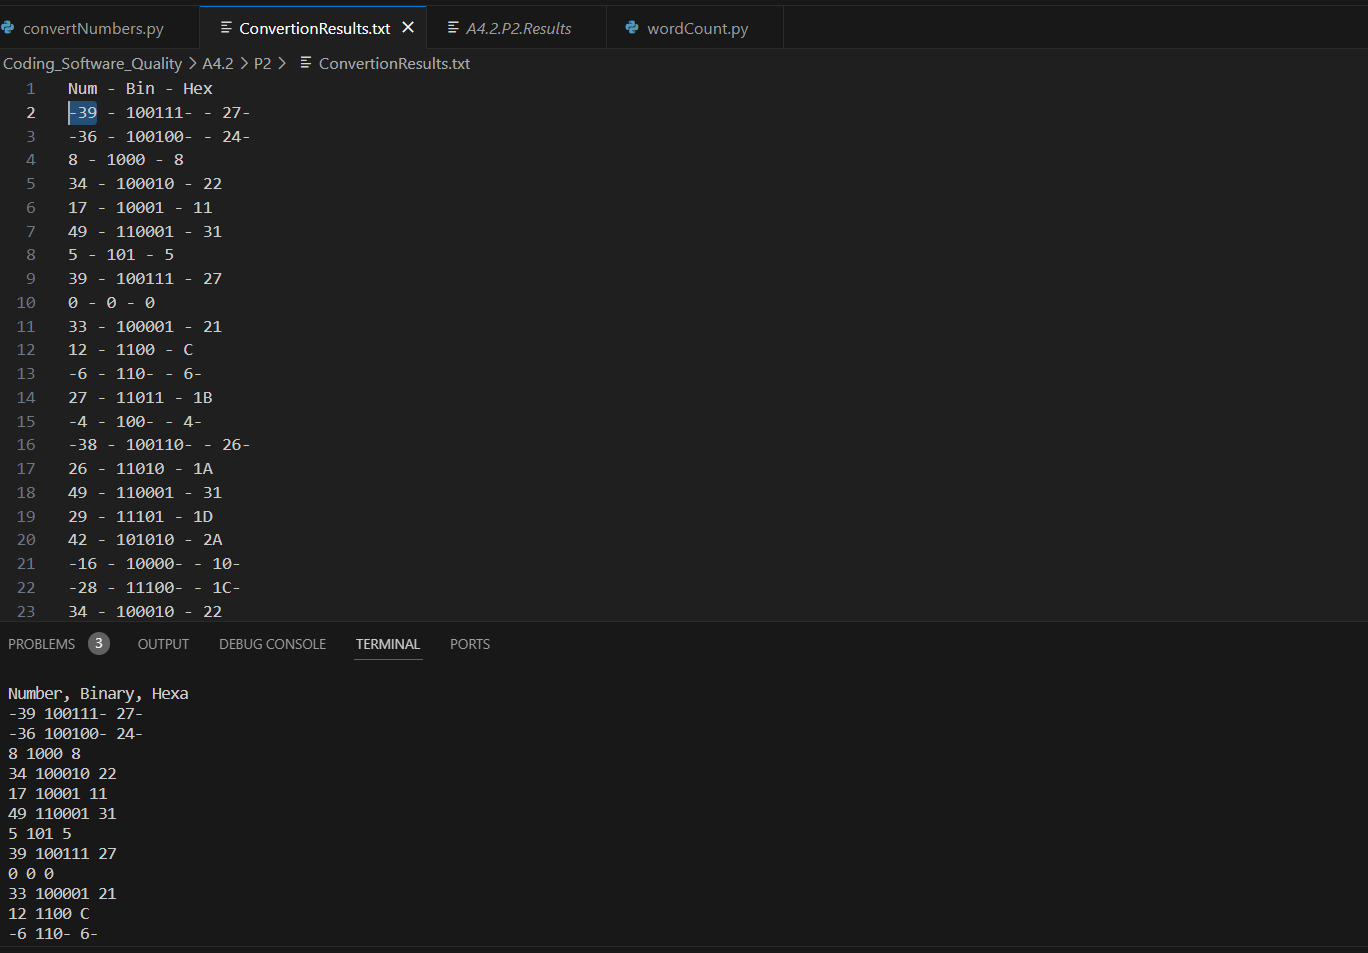 convertNumbers.py ConvertionResults.txt A4.2.P2.Results wordCount.py
Coding_Software_Quality > A4.2 > P2 > ConvertionResults.txt
1 Num - Bin - Hex
2 -39 - 100111- - 27-
3 -36 - 100100- - 24-
4 8 - 1000 - 8
5 34 - 100010 - 22
6 17 - 10001 - 11
7 49 - 110001 - 31
8 5 - 101 - 5
9 39 - 100111 - 27
10 0 - 0 - 0
11 33 - 100001 - 21
12 12 - 1100 - C
13 -6 - 110- - 6-
14 27 - 11011 - 1B
15 -4 - 100- - 4-
16 -38 - 100110- - 26-
17 26 - 11010 - 1A
18 49 - 110001 - 31
19 29 - 11101 - 1D
20 42 - 101010 - 2A
21 -16 - 10000- - 10-
22 -28 - 11100- - 1C-
23 34 - 100010 - 22
PROBLEMS 3 OUTPUT DEBUG CONSOLE TERMINAL PORTS
Number, Binary, Hexa
-39 100111- 27-
-36 100100- 24-
8 1000 8
34 100010 22
17 10001 11
49 110001 31
5 101 5
39 100111 27
0 0 0
33 100001 21
12 1100 C
-6 110- 6-